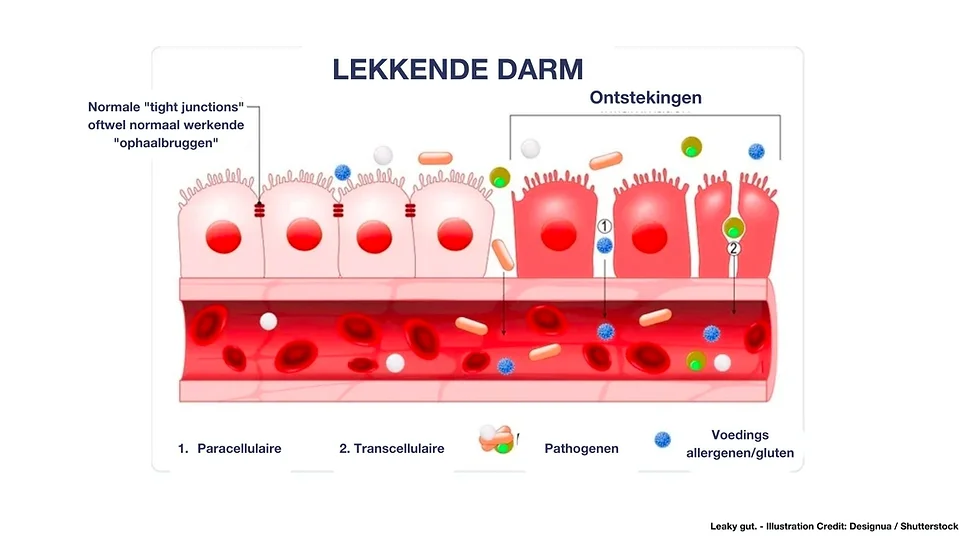 LEKKENDE DARM
Normale "tight junctions"
oftwel normaal werkende
"ophaalbruggen"
Ontstekingen
1
2
1. Paracellulaire
2. Transcellulaire
Pathogenen
Voedings
allergenen/gluten
Leaky gut. - Illustration Credit: Designua / Shutterstock